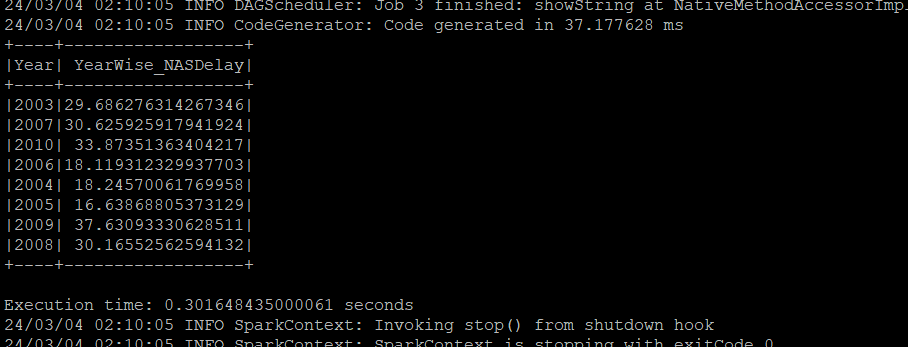 24/03/04 02:10:05 INFO DAGScheduler: Job 3 finished: showString at NativeMethodAccessorImpl
24/03/04 02:10:05 INFO CodeGenerator: Code generated in 37.177628 ms
+----+------------------+
|Year| YearWise_NASDelay|
+----+------------------+
|2003|29.686276314267346|
|2007|30.625925917941924|
|2010| 33.87351363404217|
|2006|18.119312329937703|
|2004| 18.24570061769958|
|2005| 16.63868805373129|
|2009| 37.63093330628511|
|2008| 30.16552562594132|
+----+------------------+
Execution time: 0.301648435000061 seconds
24/03/04 02:10:05 INFO SparkContext: Invoking stop() from shutdown hook
24/03/04 02:10:05 INFO SparkContext: SparkContext is stopping with exitCode 0